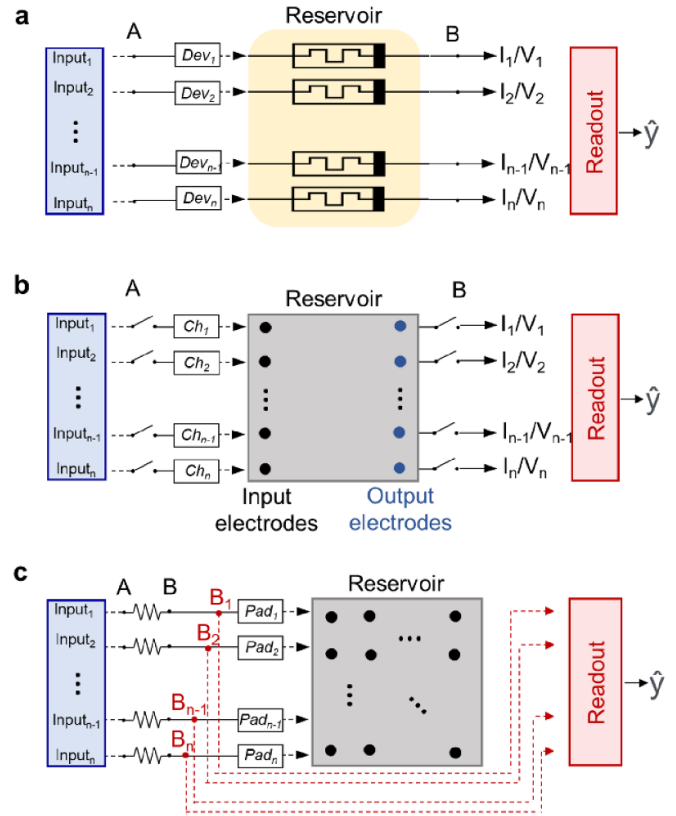 a
Reservoir
A
B
Input₁
Dev₁
I₁/V₁
Input₂
Dev₂
I₂/V₂
Inputₙ₋₁
Devₙ₋₁
Iₙ₋₁/Vₙ₋₁
Inputₙ
Devₙ
Iₙ/Vₙ
Readout
ŷ
b
Reservoir
A
B
Input₁
Ch₁
I₁/V₁
Input₂
Ch₂
I₂/V₂
Inputₙ₋₁
Chₙ₋₁
Iₙ₋₁/Vₙ₋₁
Inputₙ
Chₙ
Iₙ/Vₙ
Readout
ŷ
Input
electrodes
Output
electrodes
c
Reservoir
A
B
Input₁
B₁
Pad₁
Input₂
B₂
Pad₂
Inputₙ₋₁
Bₙ₋₁
Padₙ₋₁
Inputₙ
Bₙ
Padₙ
Readout
ŷ